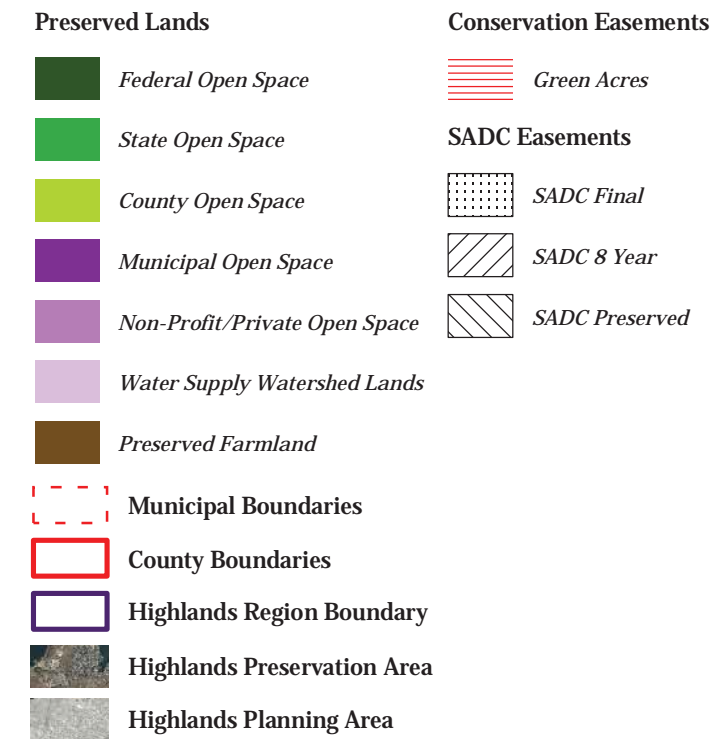 Preserved Lands
Federal Open Space
State Open Space
County Open Space
Municipal Open Space
Non-Profit/Private Open Space
Water Supply Watershed Lands
Preserved Farmland
Municipal Boundaries
County Boundaries
Highlands Region Boundary
Highlands Preservation Area
Highlands Planning Area
Conservation Easements
Green Acres
SADC Easements
SADC Final
SADC 8 Year
SADC Preserved